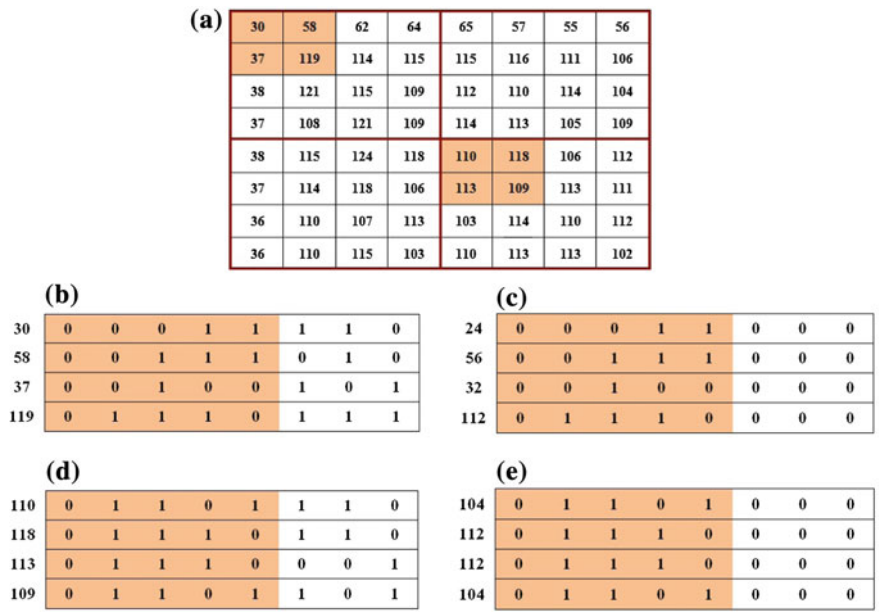 (a)
30 58 62 64 65 57 55 56
37 119 114 115 115 116 111 106
38 121 115 109 112 110 114 104
37 108 121 109 114 113 105 109
38 115 124 118 110 118 106 112
37 114 118 106 113 109 113 111
36 110 107 113 103 114 110 112
36 110 115 103 110 113 113 102
(b)
30 0 0 0 1 1 1 1 0
58 0 0 1 1 1 0 1 0
37 0 0 1 0 0 1 0 1
119 0 1 1 1 0 1 1 1
(c)
24 0 0 0 1 1 0 0 0
56 0 0 1 1 1 0 0 0
32 0 0 1 0 0 0 0 0
112 0 1 1 1 0 0 0 0
(d)
110 0 1 1 0 1 1 1 0
118 0 1 1 1 0 1 1 0
113 0 1 1 1 0 0 0 1
109 0 1 1 0 1 1 0 1
(e)
104 0 1 1 0 1 0 0 0
112 0 1 1 1 0 0 0 0
112 0 1 1 1 0 0 0 0
104 0 1 1 0 1 0 0 0